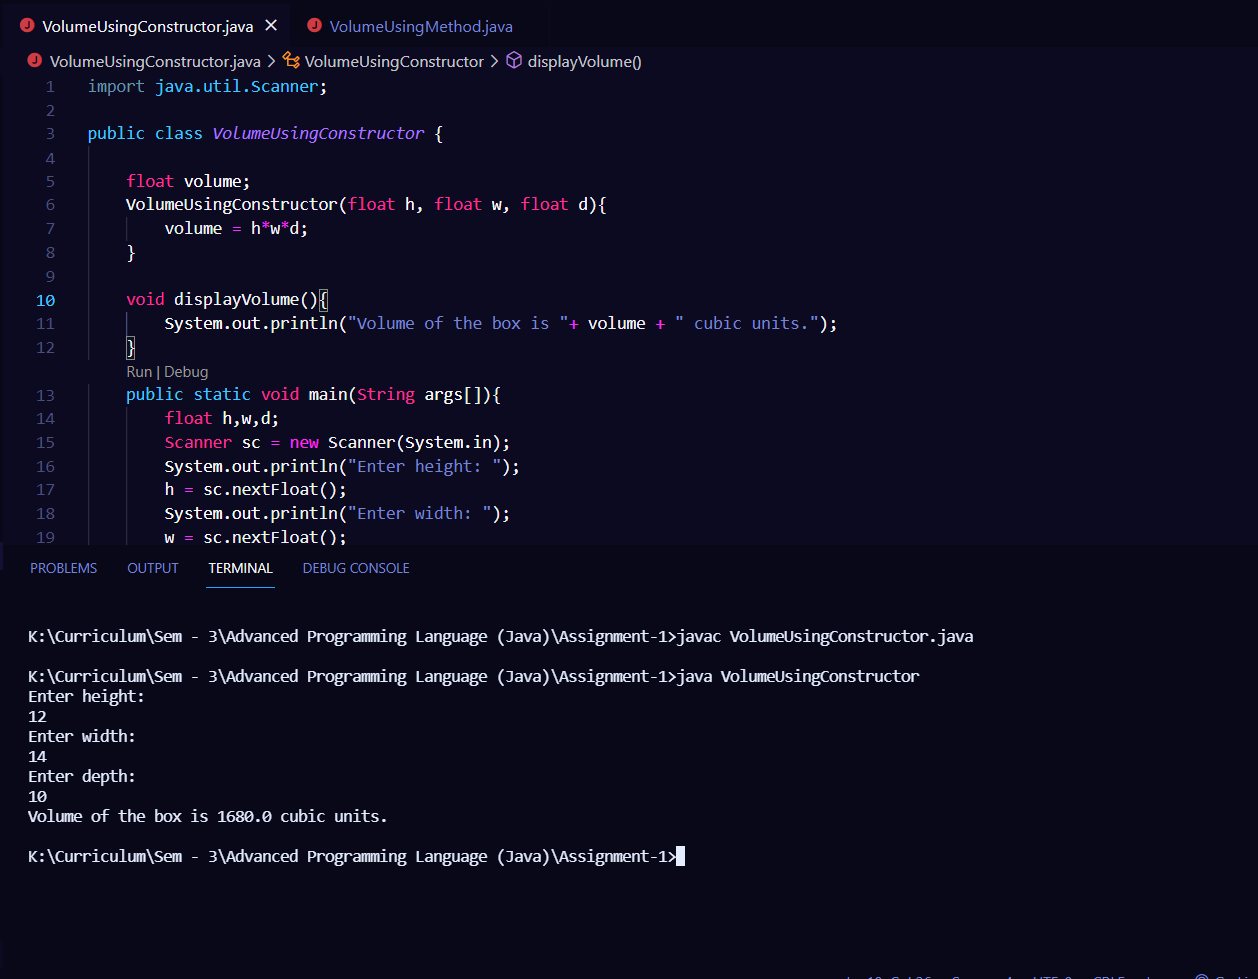 VolumeUsingConstructor.java VolumeUsingMethod.java
VolumeUsingConstructor.java > VolumeUsingConstructor > displayVolume()
1 import java.util.Scanner;
2
3 public class VolumeUsingConstructor {
4
5 float volume;
6 VolumeUsingConstructor(float h, float w, float d){
7 volume = h*w*d;
8 }
9
10 void displayVolume(){
11 System.out.println("Volume of the box is "+ volume + " cubic units.");
12 }
Run | Debug
13 public static void main(String args[]){
14 float h,w,d;
15 Scanner sc = new Scanner(System.in);
16 System.out.println("Enter height: ");
17 h = sc.nextFloat();
18 System.out.println("Enter width: ");
19 w = sc.nextFloat();
PROBLEMS OUTPUT TERMINAL DEBUG CONSOLE
K:\Curriculum\Sem - 3\Advanced Programming Language (Java)\Assignment-1>javac VolumeUsingConstructor.java
K:\Curriculum\Sem - 3\Advanced Programming Language (Java)\Assignment-1>java VolumeUsingConstructor
Enter height:
12
Enter width:
14
Enter depth:
10
Volume of the box is 1680.0 cubic units.
K:\Curriculum\Sem - 3\Advanced Programming Language (Java)\Assignment-1>